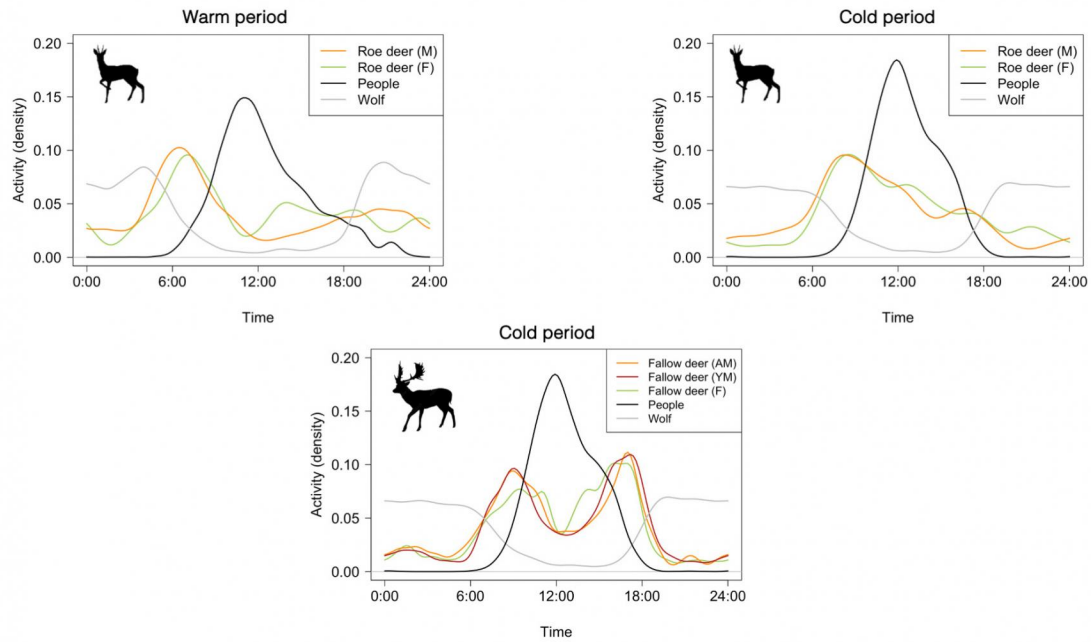 Warm period
0.20
0.15
0.10
0.05
0.00
Activity (density)
Roe deer (M)
Roe deer (F)
People
Wolf
0:00 6:00 12:00 18:00 24:00
Time
Cold period
0.20
0.15
0.10
0.05
0.00
Activity (density)
Roe deer (M)
Roe deer (F)
People
Wolf
0:00 6:00 12:00 18:00 24:00
Time
Cold period
0.20
0.15
0.10
0.05
0.00
Activity (density)
Fallow deer (AM)
Fallow deer (YM)
Fallow deer (F)
People
Wolf
0:00 6:00 12:00 18:00 24:00
Time